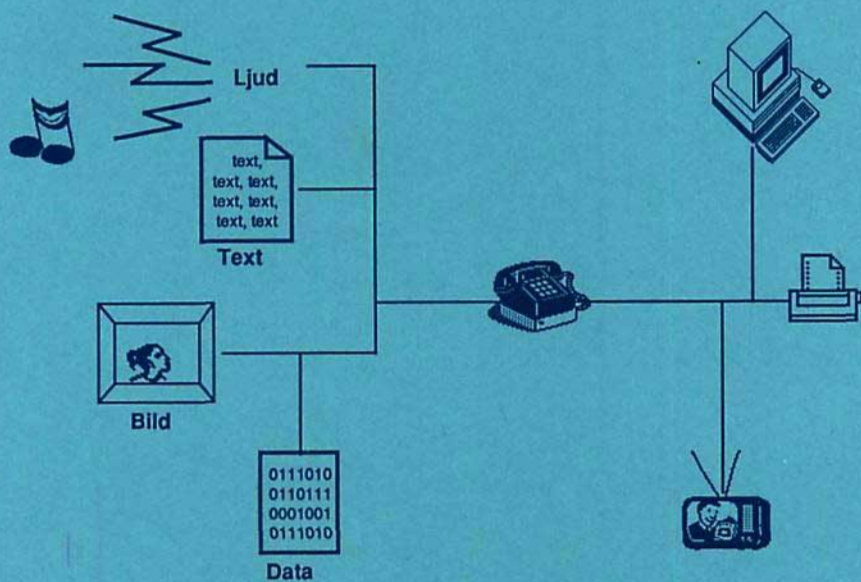 Ljud
text,
text, text,
text, text,
text, text
Text
Bild
0111010
0110111
0001001
0111010
Data